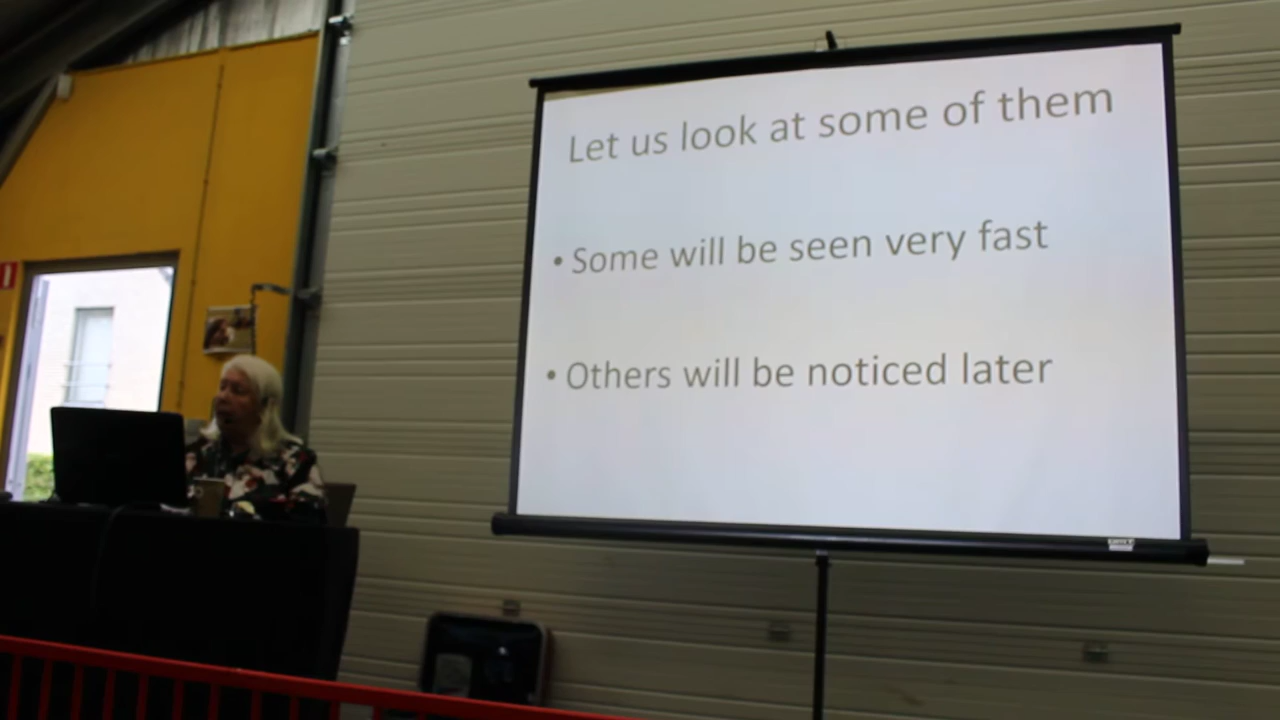 Let us look at some of them
• Some will be seen very fast
• Others will be noticed later